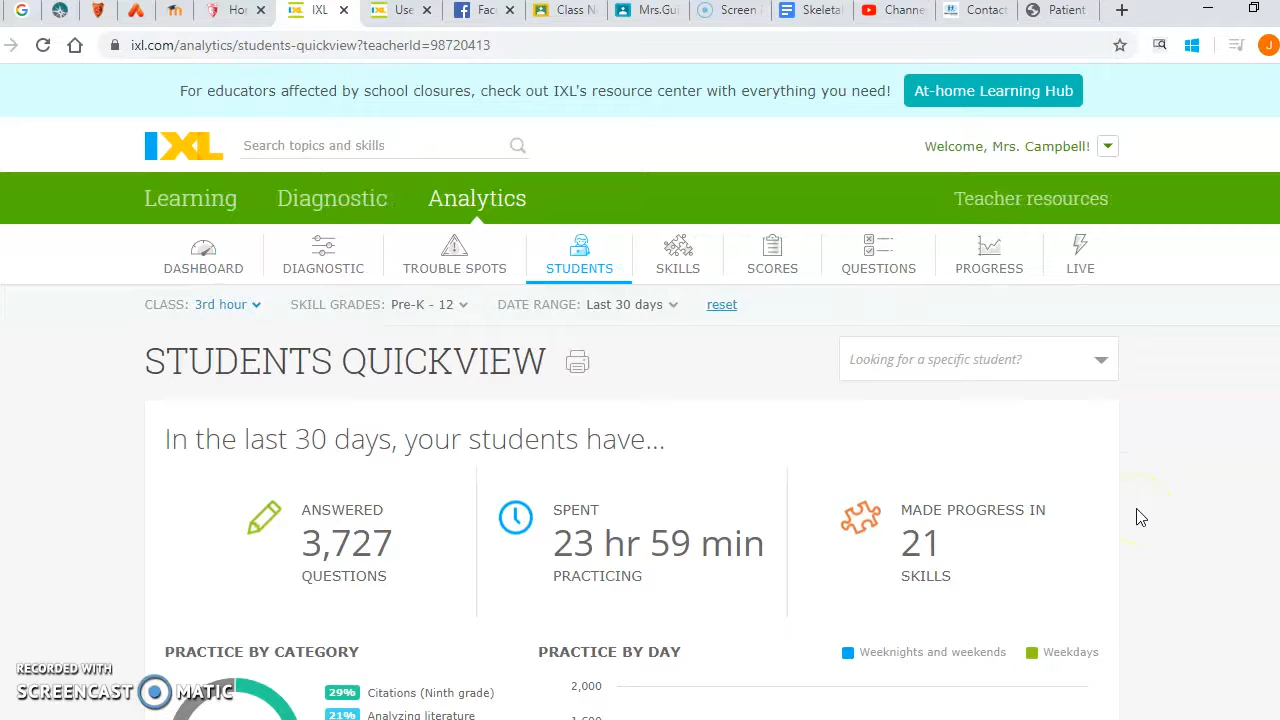 Hor
IXL
Use
Fac
Class N
Mrs.Gui
Screen
Skeleta
Channe
Contac
Patient
ixl.com/analytics/students-quickview?teacherId=98720413
J
For educators affected by school closures, check out IXL's resource center with everything you need!
At-home Learning Hub
IXL
Search topics and skills
Welcome, Mrs. Campbell!
Learning
Diagnostic
Analytics
Teacher resources
DASHBOARD
DIAGNOSTIC
TROUBLE SPOTS
STUDENTS
SKILLS
SCORES
QUESTIONS
PROGRESS
LIVE
CLASS: 3rd hour
SKILL GRADES: Pre-K - 12
DATE RANGE: Last 30 days
reset
STUDENTS QUICKVIEW
Looking for a specific student?
In the last 30 days, your students have...
ANSWERED
3,727
QUESTIONS
SPENT
23 hr 59 min
PRACTICING
MADE PROGRESS IN
21
SKILLS
PRACTICE BY CATEGORY
29% Citations (Ninth grade)
21% Analyzing literature
PRACTICE BY DAY
Weeknights and weekends
Weekdays
2,000
RECORDED WITH
SCREENCAST MATIC